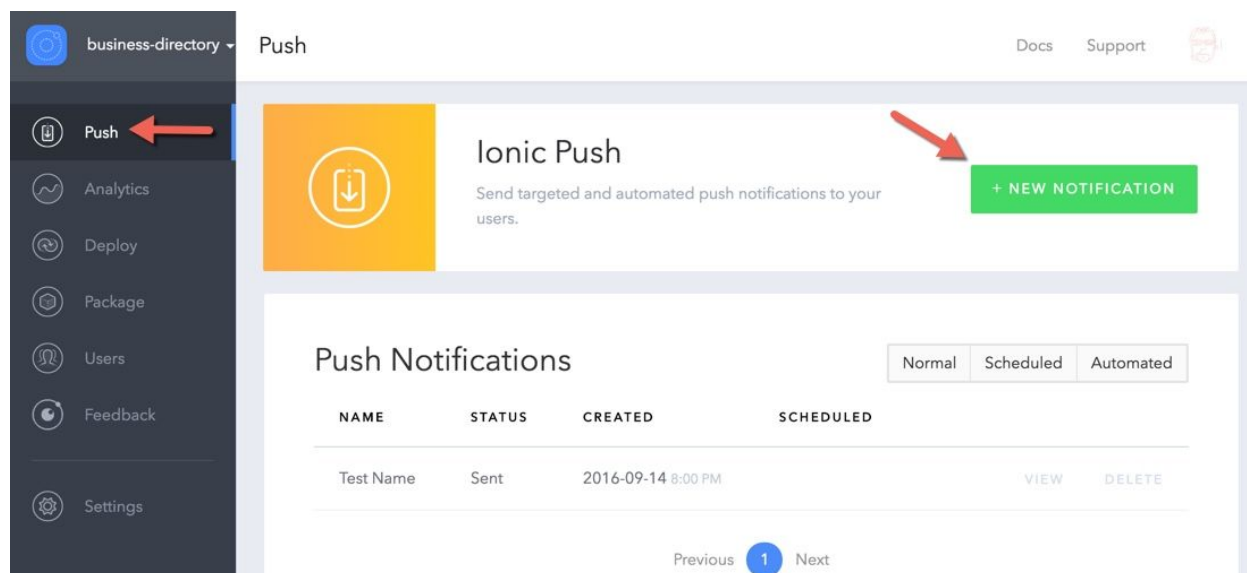 business-directory
Push
Docs
Support
Push
Analytics
Deploy
Package
Users
Feedback
Settings
Ionic Push
Send targeted and automated push notifications to your
users.
+ NEW NOTIFICATION
Push Notifications
Normal Scheduled Automated
NAME STATUS CREATED SCHEDULED
Test Name Sent 2016-09-14 8:00 PM VIEW DELETE
Previous 1 Next